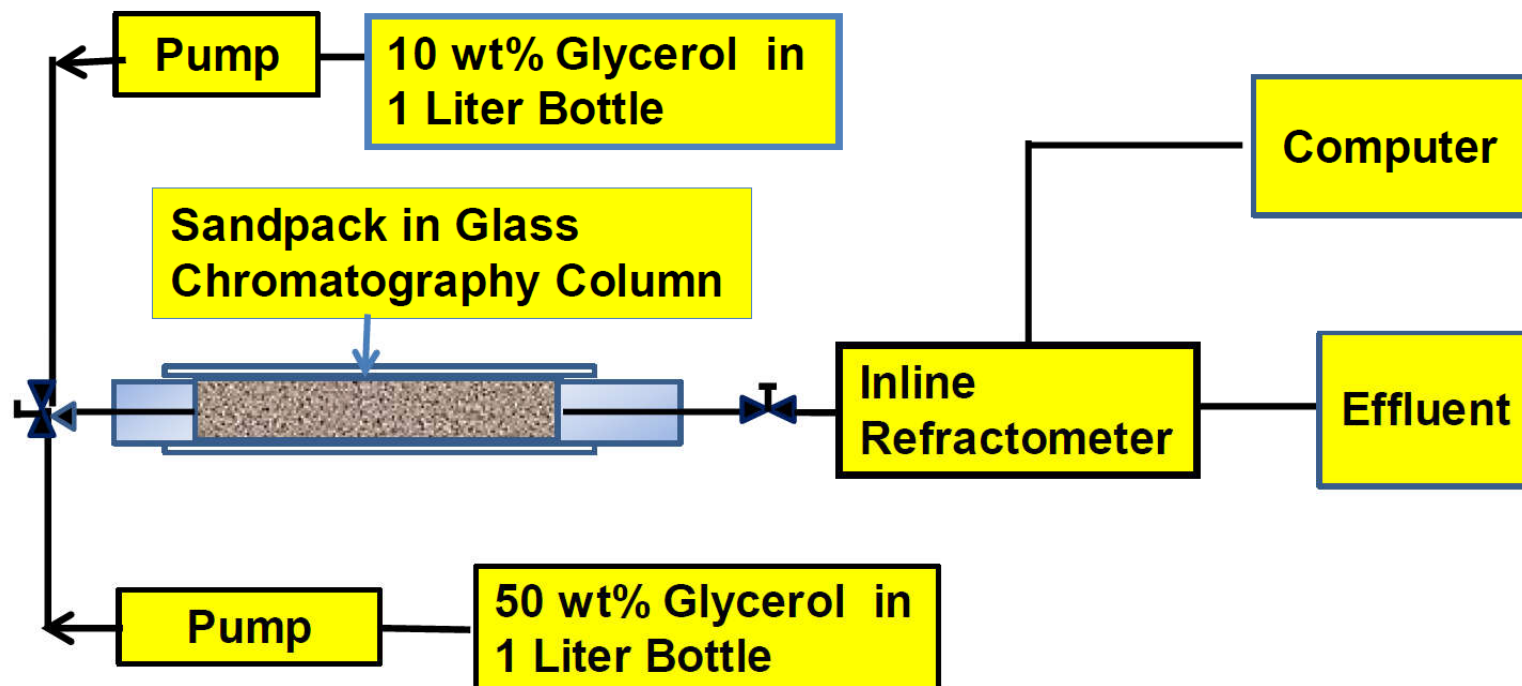 Pump
10 wt% Glycerol in
1 Liter Bottle
Computer
Sandpack in Glass
Chromatography Column
Inline
Refractometer
Effluent
Pump
50 wt% Glycerol in
1 Liter Bottle